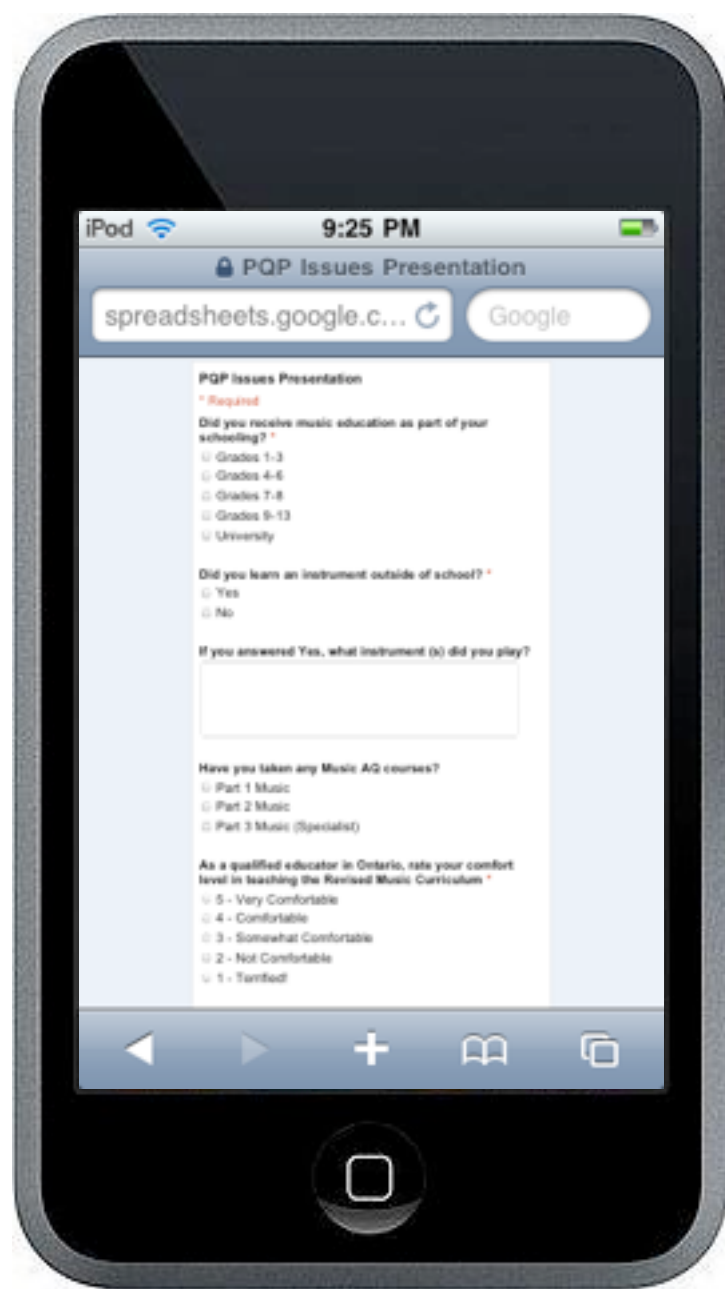 iPod 9:25 PM
PQP Issues Presentation
spreadsheets.google.c... Google
PQP Issues Presentation
* Required
Did you receive music education as part of your
schooling? *
Grades 1-3
Grades 4-6
Grades 7-8
Grades 9-13
University
Did you learn an instrument outside of school? *
Yes
No
If you answered Yes, what instrument (s) did you play?
Have you taken any Music AQ courses?
Part 1 Music
Part 2 Music
Part 3 Music (Specialist)
As a qualified educator in Ontario, rate your comfort
level in teaching the Revised Music Curriculum *
5 - Very Comfortable
4 - Comfortable
3 - Somewhat Comfortable
2 - Not Comfortable
1 - Terrified!